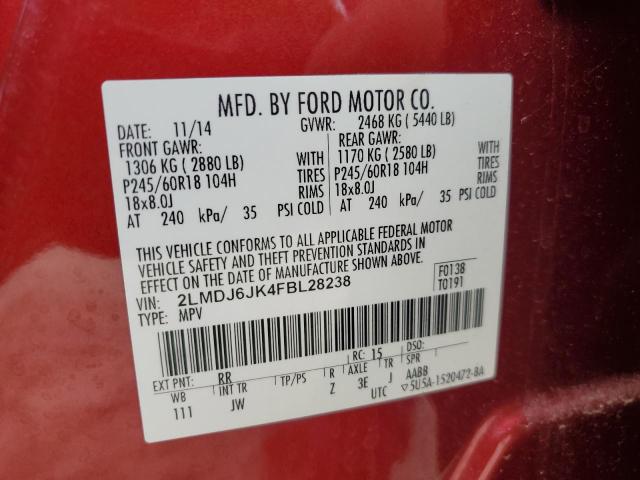 MFD. BY FORD MOTOR CO.
DATE: 11/14 GVWR: 2468 KG ( 5440 LB)
FRONT GAWR: REAR GAWR:
1306 KG ( 2880 LB) WITH 1170 KG ( 2580 LB) WITH
P245/60R18 104H TIRES P245/60R18 104H TIRES
18x8.0J RIMS 18x8.0J RIMS
AT 240 kPa/ 35 PSI COLD AT 240 kPa/ 35 PSI COLD
THIS VEHICLE CONFORMS TO ALL APPLICABLE FEDERAL MOTOR
VEHICLE SAFETY AND THEFT PREVENTION STANDARDS IN
EFFECT ON THE DATE OF MANUFACTURE SHOWN ABOVE.
VIN: 2LMDJ6JK4FBL28238 F0138
TYPE: MPV T0191
EXT PNT: RR RC: 15 DSO:
WB INT TR TP/PS R AXLE TR SPR
111 JW Z 3E J AABB
UTC ▽5U5A-1520472-BA